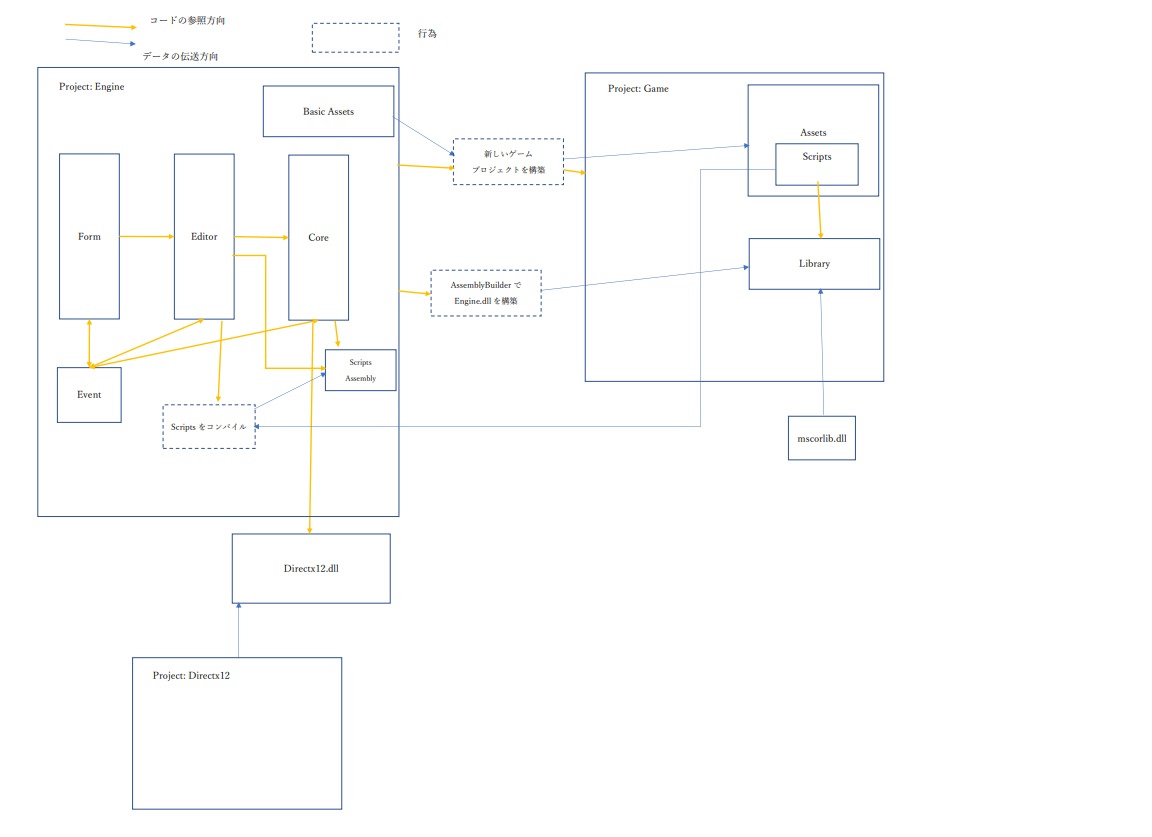 コードの参照方向
行為
データの伝送方向
Project: Engine
Basic Assets
Form
Editor
Core
Event
Scripts
Assembly
Scripts をコンパイル
新しいゲーム
プロジェクトを構築
AssemblyBuilder で
Engine.dll を構築
Project: Game
Assets
Scripts
Library
mscorlib.dll
Directx12.dll
Project: Directx12